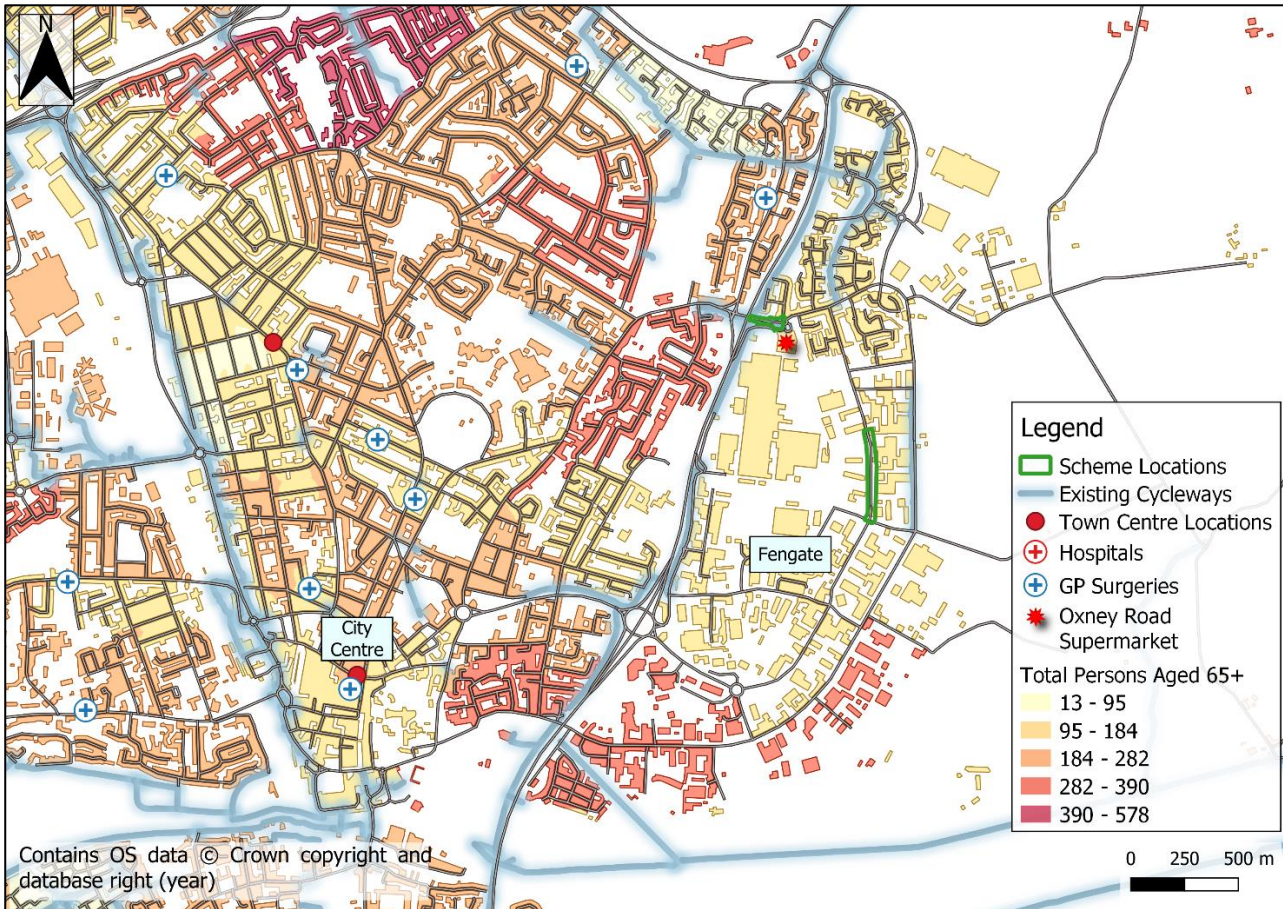 N
Fengate
City
Centre
Legend
Scheme Locations
Existing Cycleways
Town Centre Locations
Hospitals
GP Surgeries
Oxney Road
Supermarket
Total Persons Aged 65+
13 - 95
95 - 184
184 - 282
282 - 390
390 - 578
Contains OS data © Crown copyright and
database right (year)
0 250 500 m